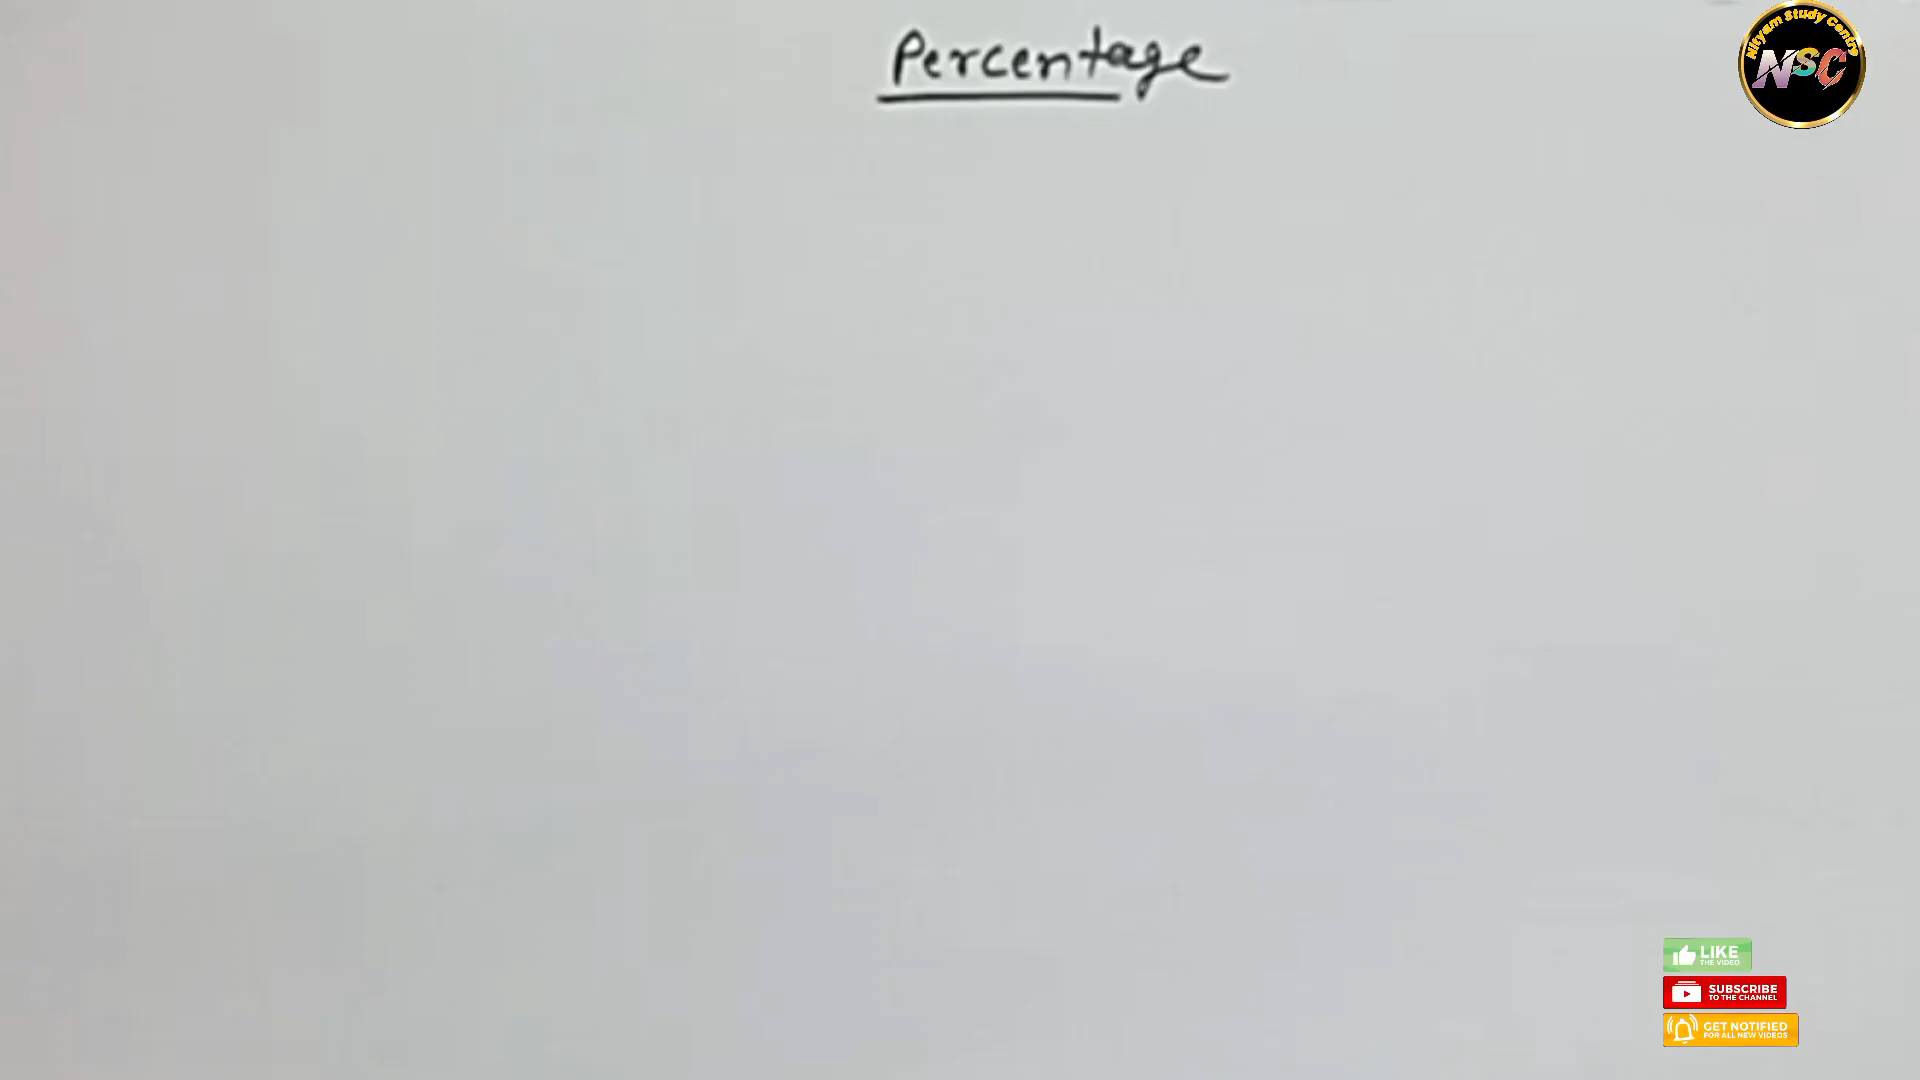 Percentage
Nityam Study Centre
NSC
LIKE
THE VIDEO
SUBSCRIBE
TO THE CHANNEL
GET NOTIFIED
FOR ALL NEW VIDEOS